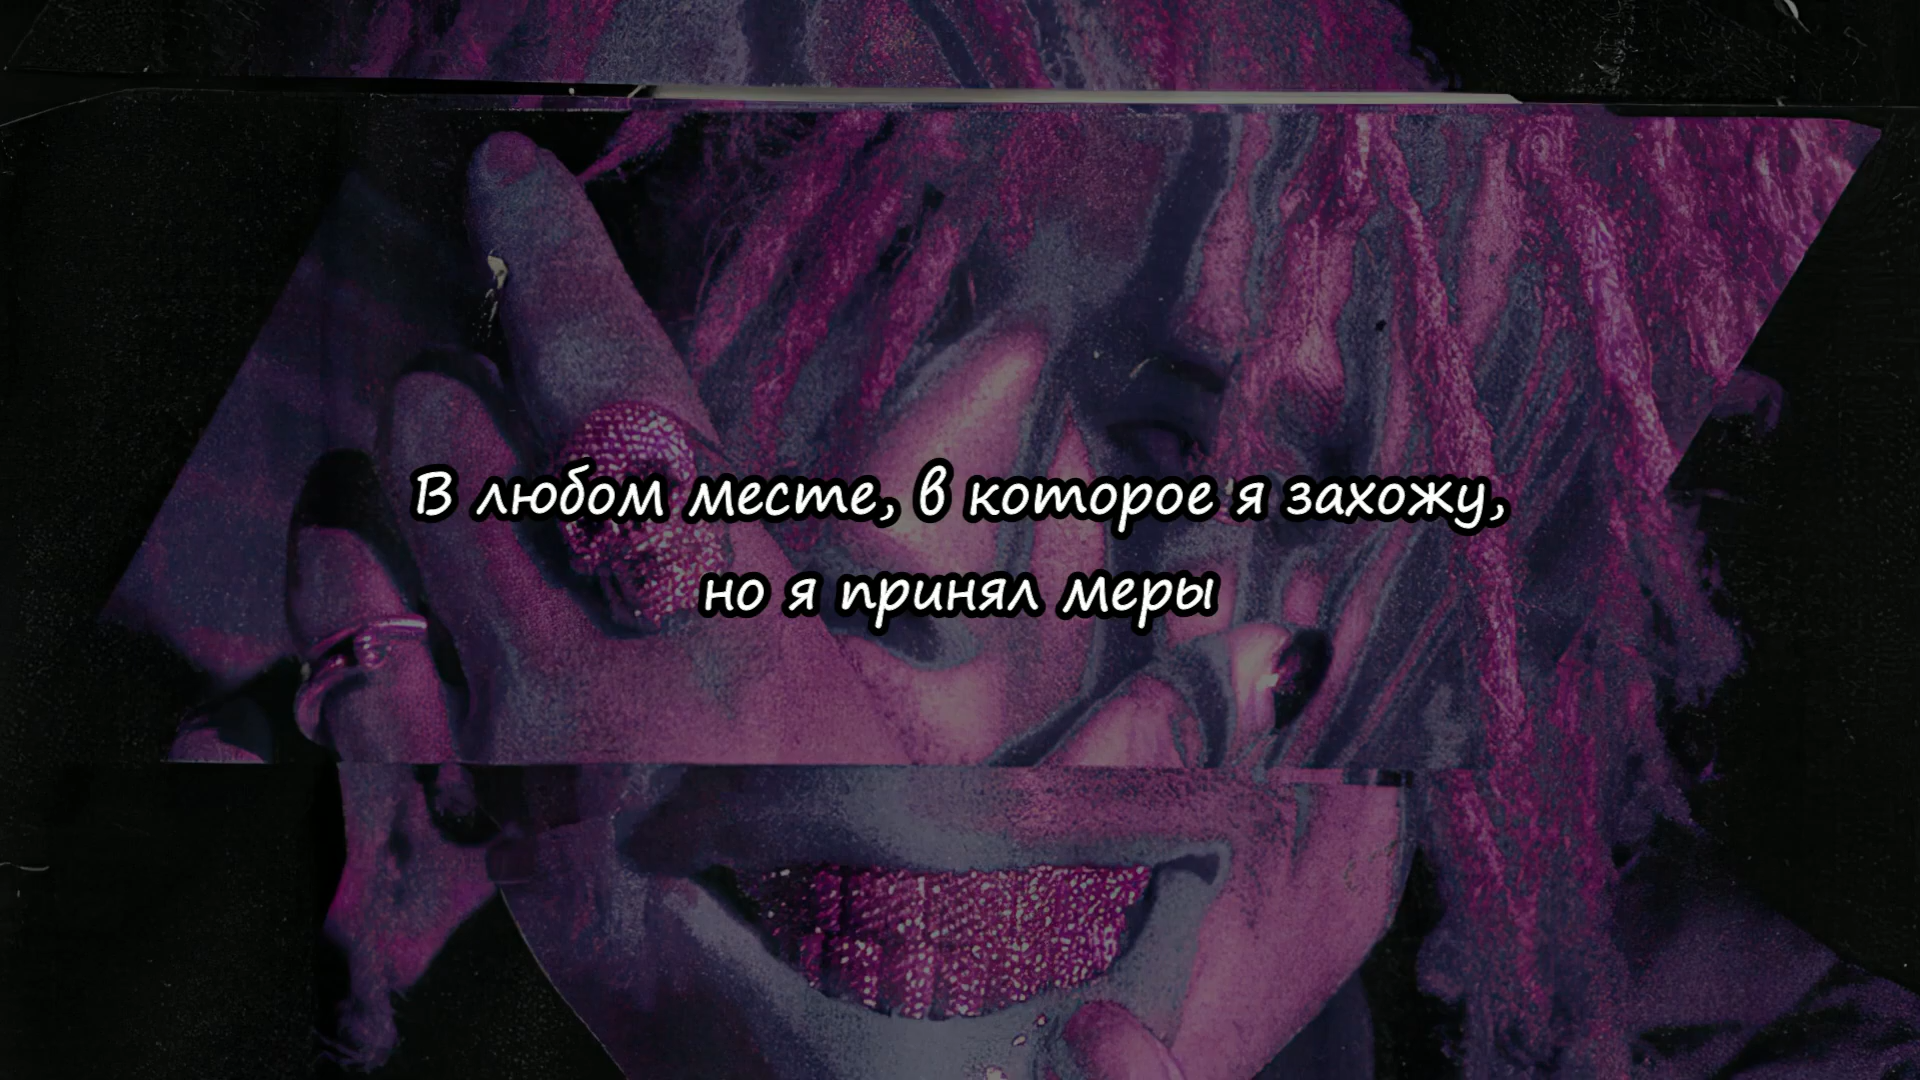 В любом месте, в которое я захожу,
но я принял меры